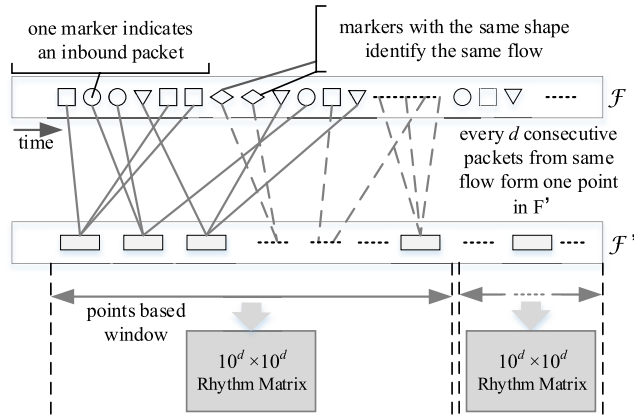 one marker indicates
an inbound packet
markers with the same shape
identify the same flow
ℱ
time
every d consecutive
packets from same
flow form one point
in F’
ℱ’
points based
window
10^d ×10^d
Rhythm Matrix
10^d ×10^d
Rhythm Matrix